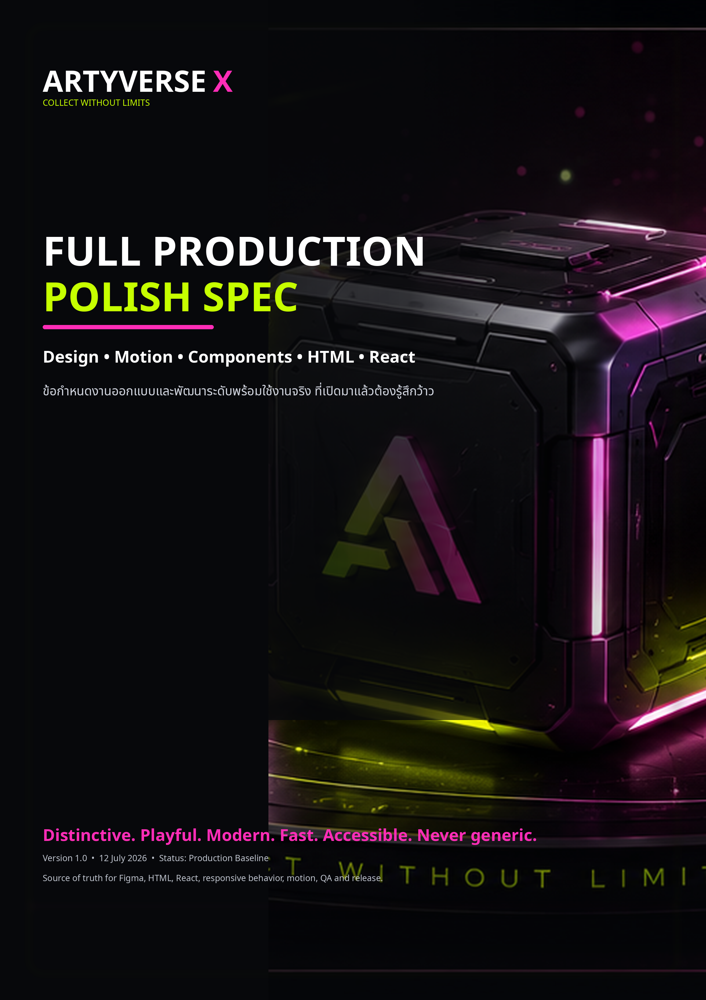 ARTYVERSE X
COLLECT WITHOUT LIMITS
FULL PRODUCTION
POLISH SPEC
Design • Motion • Components • HTML • React
ข้อกำหนดงานออกแบบและพัฒนาระดับพร้อมใช้งานจริง ที่เปิดมาแล้วต้องรู้สึกว้าว
Distinctive. Playful. Modern. Fast. Accessible. Never generic.
Version 1.0 • 12 July 2026 • Status: Production Baseline
Source of truth for Figma, HTML, React, responsive behavior, motion, QA and release.
WITHOUT